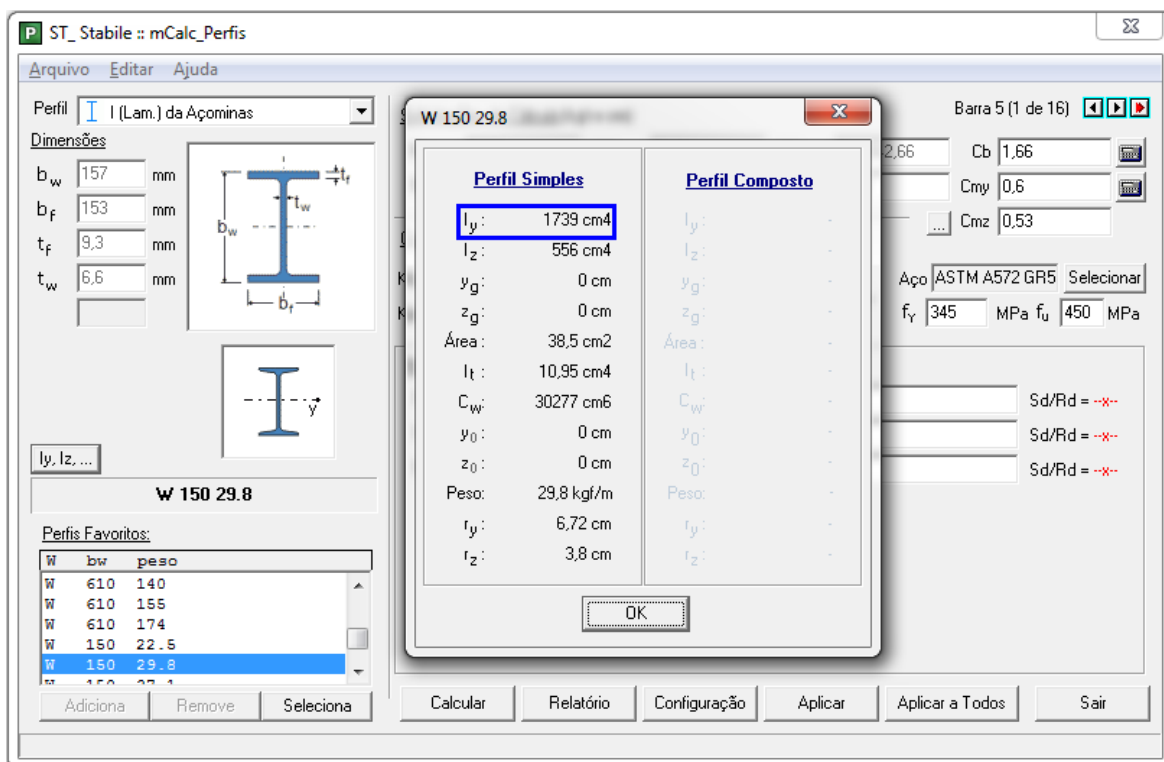 ST_ Stabile :: mCalc_Perfis
Arquivo Editar Ajuda
Perfil I (Lam.) da Açominas
Dimensões
bw 157 mm
bf 153 mm
tf 9,3 mm
tw 6,6 mm
tf
tw
bw
bf
y
Iy, Iz, ...
W 150 29.8
Perfis Favoritos:
W bw peso
W 610 140
W 610 155
W 610 174
W 150 22.5
W 150 29.8
Adiciona Remove Seleciona
W 150 29.8
Perfil Simples
Iy: 1739 cm4
Iz: 556 cm4
yg: 0 cm
zg: 0 cm
Área: 38,5 cm2
It: 10,95 cm4
Cw: 30277 cm6
y0: 0 cm
z0: 0 cm
Peso: 29,8 kgf/m
ry: 6,72 cm
rz: 3,8 cm
Perfil Composto
Iy: -
Iz: -
yg: -
zg: -
Área: -
It: -
Cw: -
y0: -
z0: -
Peso: -
ry: -
rz: -
OK
Barra 5 (1 de 16)
2,66 Cb 1,66
Cmy 0,6
... Cmz 0,53
Aço ASTM A572 GR5 Selecionar
fY 345 MPa fu 450 MPa
Sd/Rd = --x--
Sd/Rd = --x--
Sd/Rd = --x--
Calcular Relatório Configuração Aplicar Aplicar a Todos Sair